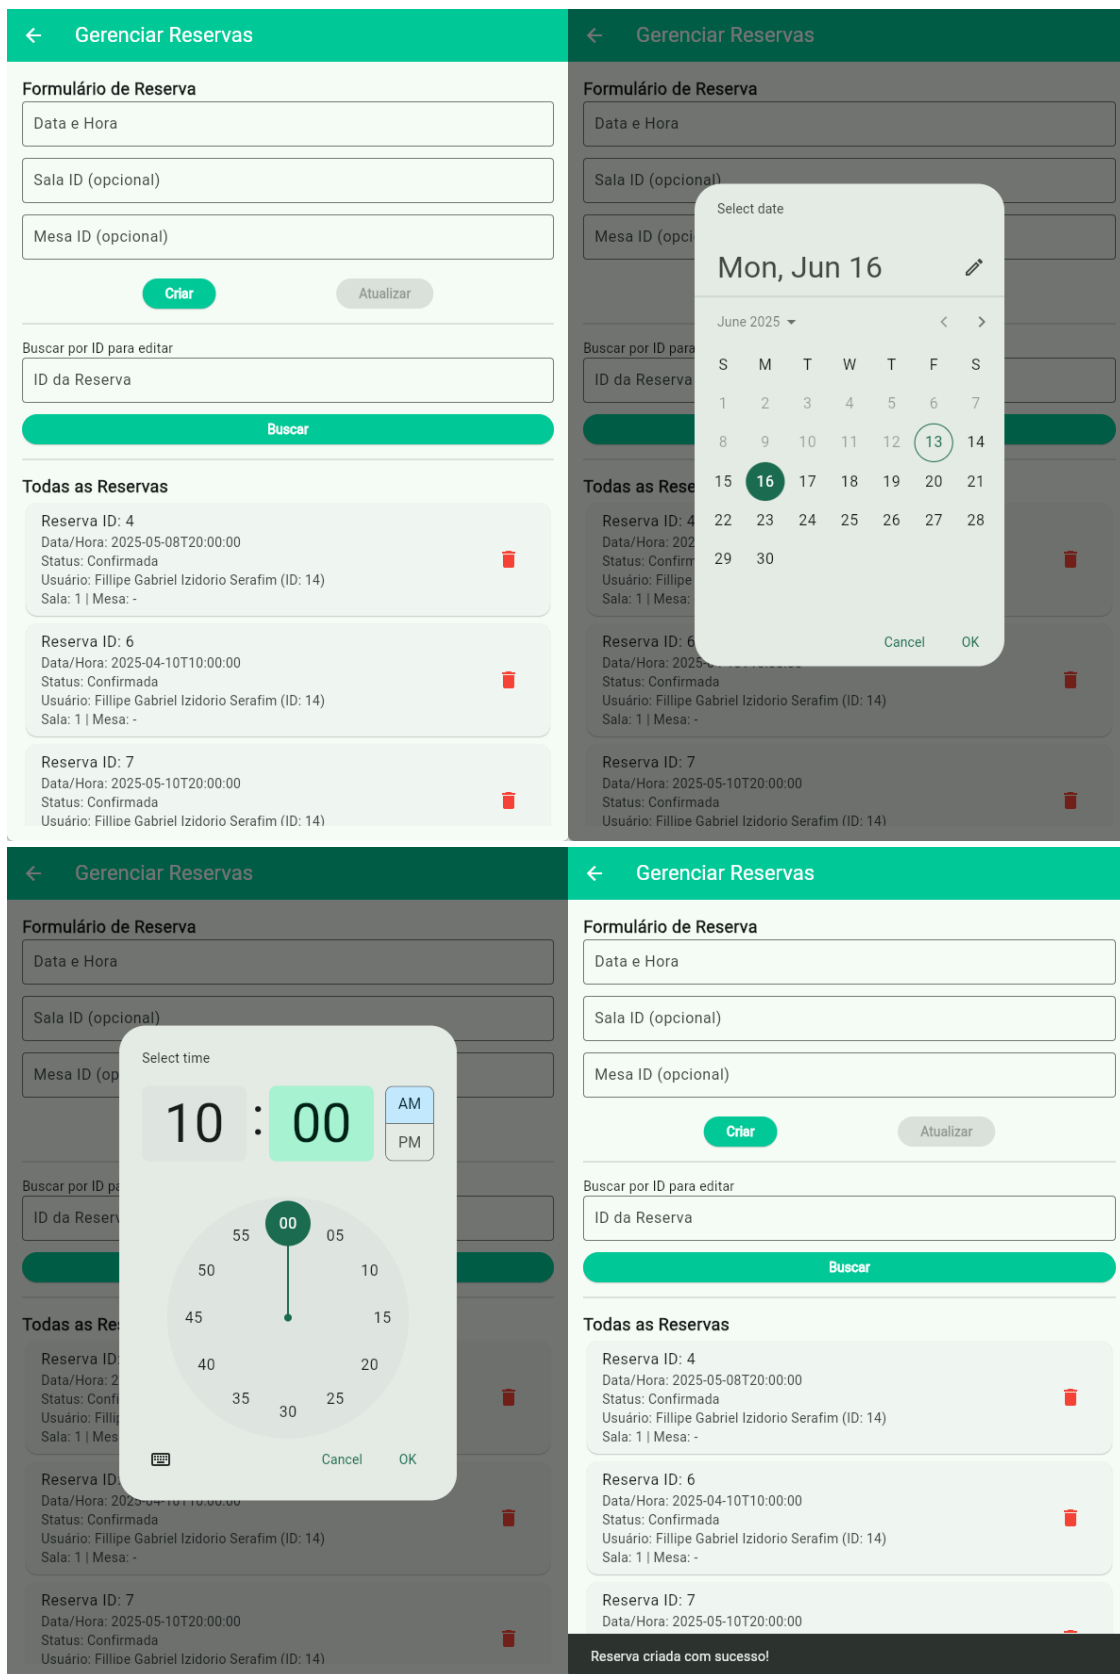 Gerenciar Reservas
Formulário de Reserva
Data e Hora
Sala ID (opcional)
Mesa ID (opcional)
Criar Atualizar
Buscar por ID para editar
ID da Reserva
Buscar
Todas as Reservas
Reserva ID: 4
Data/Hora: 2025-05-08T20:00:00
Status: Confirmada
Usuário: Fillipe Gabriel Izidorio Serafim (ID: 14)
Sala: 1 | Mesa: -
Reserva ID: 6
Data/Hora: 2025-04-10T10:00:00
Status: Confirmada
Usuário: Fillipe Gabriel Izidorio Serafim (ID: 14)
Sala: 1 | Mesa: -
Reserva ID: 7
Data/Hora: 2025-05-10T20:00:00
Status: Confirmada
Usuário: Fillipe Gabriel Izidorio Serafim (ID: 14)
Gerenciar Reservas
Formulário de Reserva
Data e Hora
Sala ID (opcional)
Mesa ID (opci
Buscar por ID para
ID da Reserva
Todas as Rese
Reserva ID: 4
Data/Hora: 202
Status: Confirm
Usuário: Fillipe
Sala: 1 | Mesa:
Select date
Mon, Jun 16
June 2025
S M T W T F S
1 2 3 4 5 6 7
8 9 10 11 12 13 14
15 16 17 18 19 20 21
22 23 24 25 26 27 28
29 30
Cancel OK
Reserva ID: 6
Data/Hora: 2025-
Status: Confirmada
Usuário: Fillipe Gabriel Izidorio Serafim (ID: 14)
Sala: 1 | Mesa: -
Reserva ID: 7
Data/Hora: 2025-05-10T20:00:00
Status: Confirmada
Usuário: Fillipe Gabriel Izidorio Serafim (ID: 14)
Gerenciar Reservas
Formulário de Reserva
Data e Hora
Sala ID (opcional)
Mesa ID (op
Buscar por ID pa
ID da Reserv
Todas as Re
Reserva ID:
Data/Hora: 2
Status: Confi
Usuário: Fillip
Sala: 1 | Mes
Select time
10 : 00
AM
PM
00
55 05
50 10
45 15
40 20
35 25
30
Cancel OK
Reserva ID:
Data/Hora: 2025-04-10T10:00:00
Status: Confirmada
Usuário: Fillipe Gabriel Izidorio Serafim (ID: 14)
Sala: 1 | Mesa: -
Reserva ID: 7
Data/Hora: 2025-05-10T20:00:00
Status: Confirmada
Usuário: Fillipe Gabriel Izidorio Serafim (ID: 14)
Gerenciar Reservas
Formulário de Reserva
Data e Hora
Sala ID (opcional)
Mesa ID (opcional)
Criar Atualizar
Buscar por ID para editar
ID da Reserva
Buscar
Todas as Reservas
Reserva ID: 4
Data/Hora: 2025-05-08T20:00:00
Status: Confirmada
Usuário: Fillipe Gabriel Izidorio Serafim (ID: 14)
Sala: 1 | Mesa: -
Reserva ID: 6
Data/Hora: 2025-04-10T10:00:00
Status: Confirmada
Usuário: Fillipe Gabriel Izidorio Serafim (ID: 14)
Sala: 1 | Mesa: -
Reserva ID: 7
Data/Hora: 2025-05-10T20:00:00
Reserva criada com sucesso!